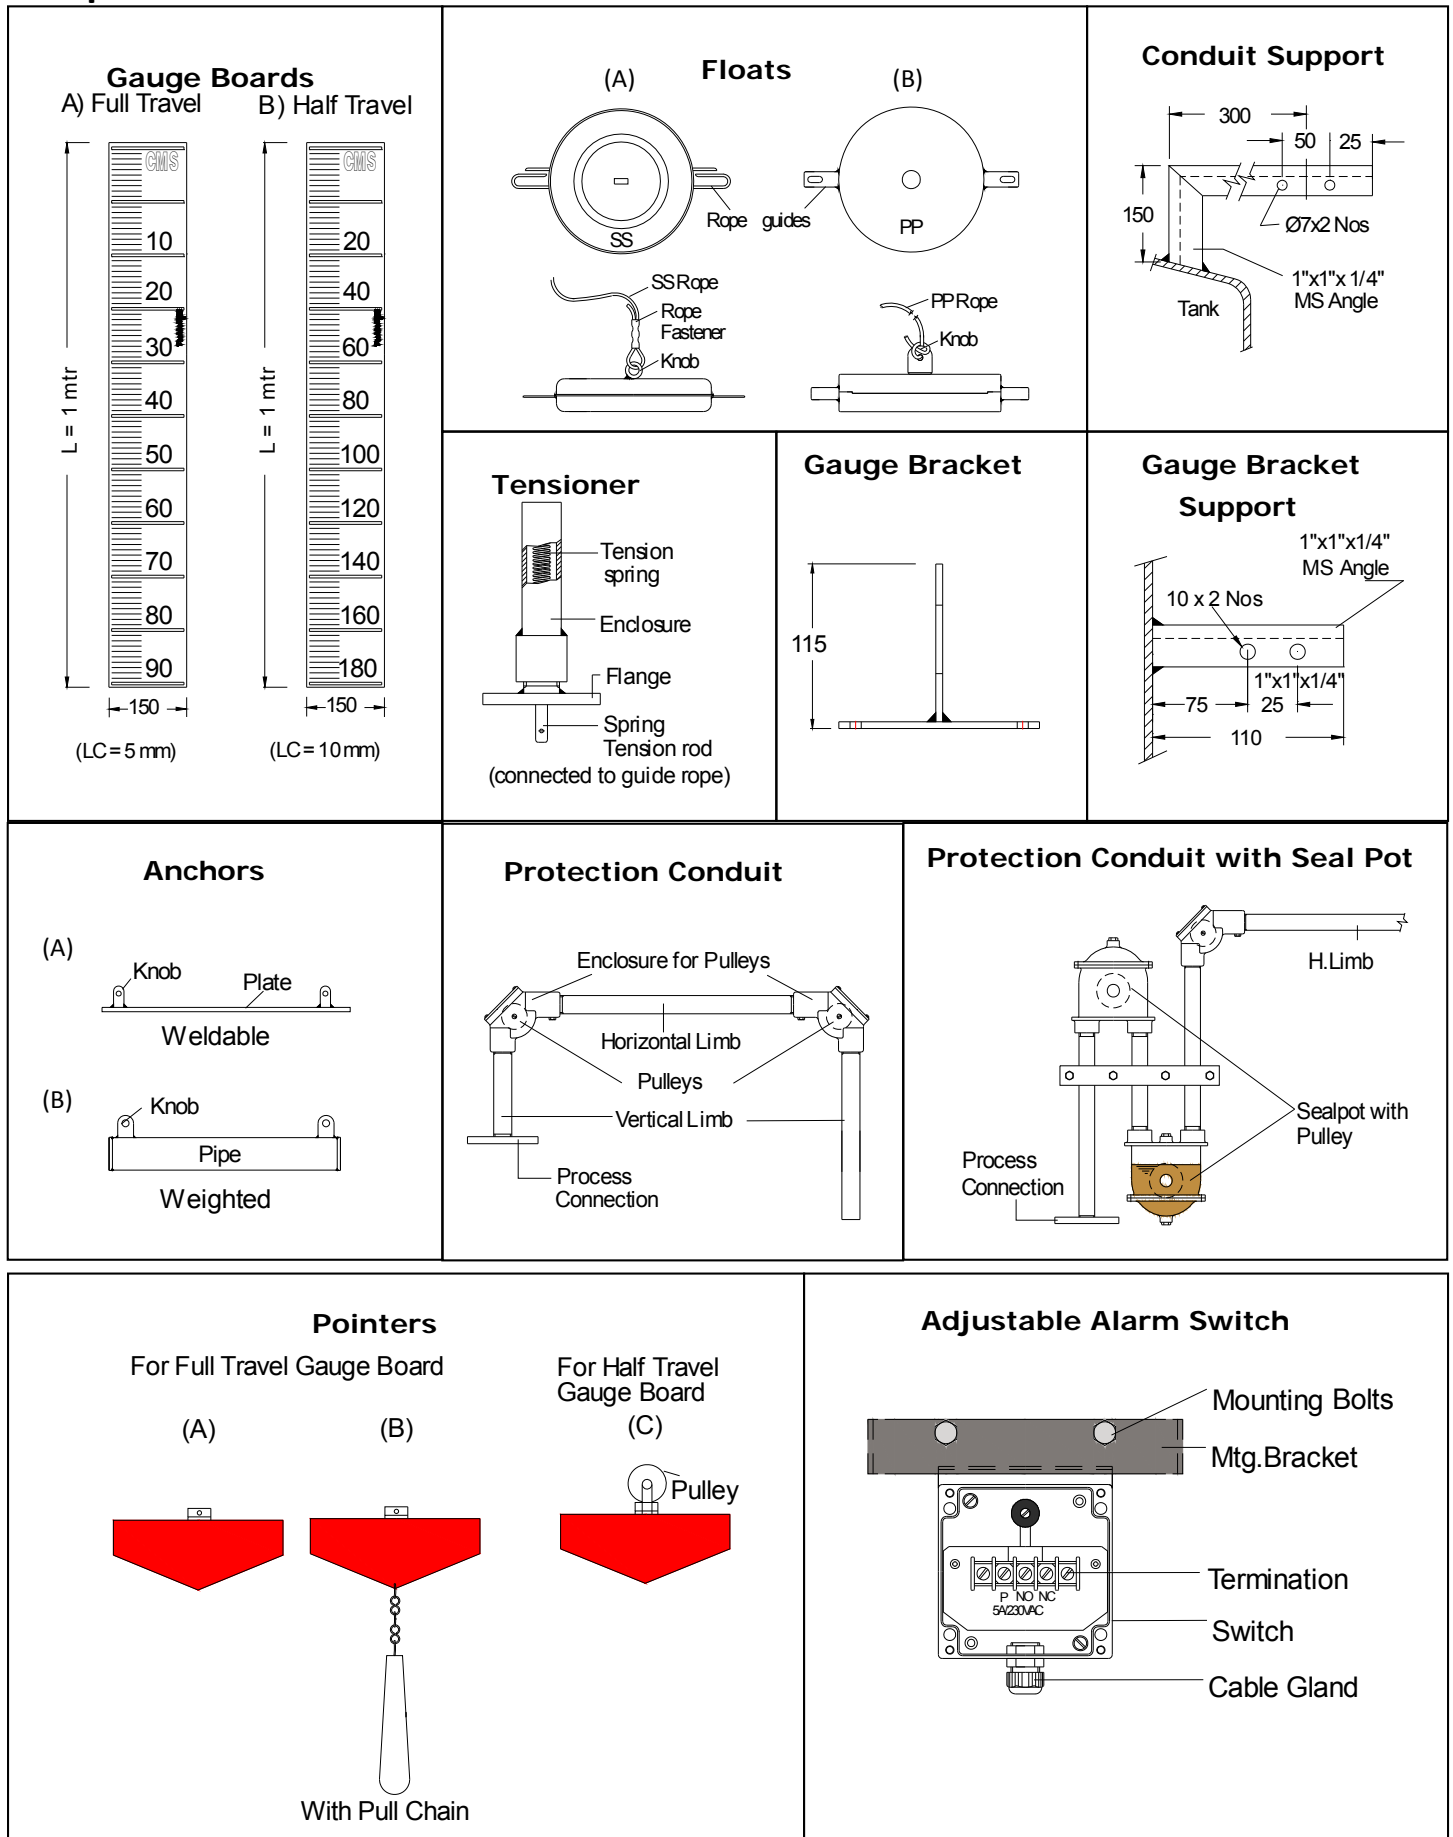 Gauge Boards
A) Full Travel
B) Half Travel
CMS
10
20
30
40
50
60
70
80
90
L = 1 mtr
150
(LC = 5 mm)
CMS
20
40
60
80
100
120
140
160
180
L = 1 mtr
150
(LC = 10 mm)
Floats
(A)
(B)
SS
PP
Rope guides
SS Rope
Rope
Fastener
Knob
PP Rope
Knob
Conduit Support
300
50
25
150
Ø7x2 Nos
1"x1"x 1/4"
MS Angle
Tank
Tensioner
Tension
spring
Enclosure
Flange
Spring
Tension rod
(connected to guide rope)
Gauge Bracket
115
Gauge Bracket
Support
1"x1"x1/4"
MS Angle
10 x 2 Nos
1"x1"x1/4"
75
25
110
Anchors
(A)
Knob
Plate
Weldable
(B)
Knob
Pipe
Weighted
Protection Conduit
Enclosure for Pulleys
Horizontal Limb
Pulleys
Vertical Limb
Process
Connection
Protection Conduit with Seal Pot
H.Limb
Sealpot with
Pulley
Process
Connection
Pointers
For Full Travel Gauge Board
(A)
(B)
For Half Travel
Gauge Board
(C)
Pulley
With Pull Chain
Adjustable Alarm Switch
Mounting Bolts
Mtg.Bracket
P NO NC
5A/230VAC
Termination
Switch
Cable Gland